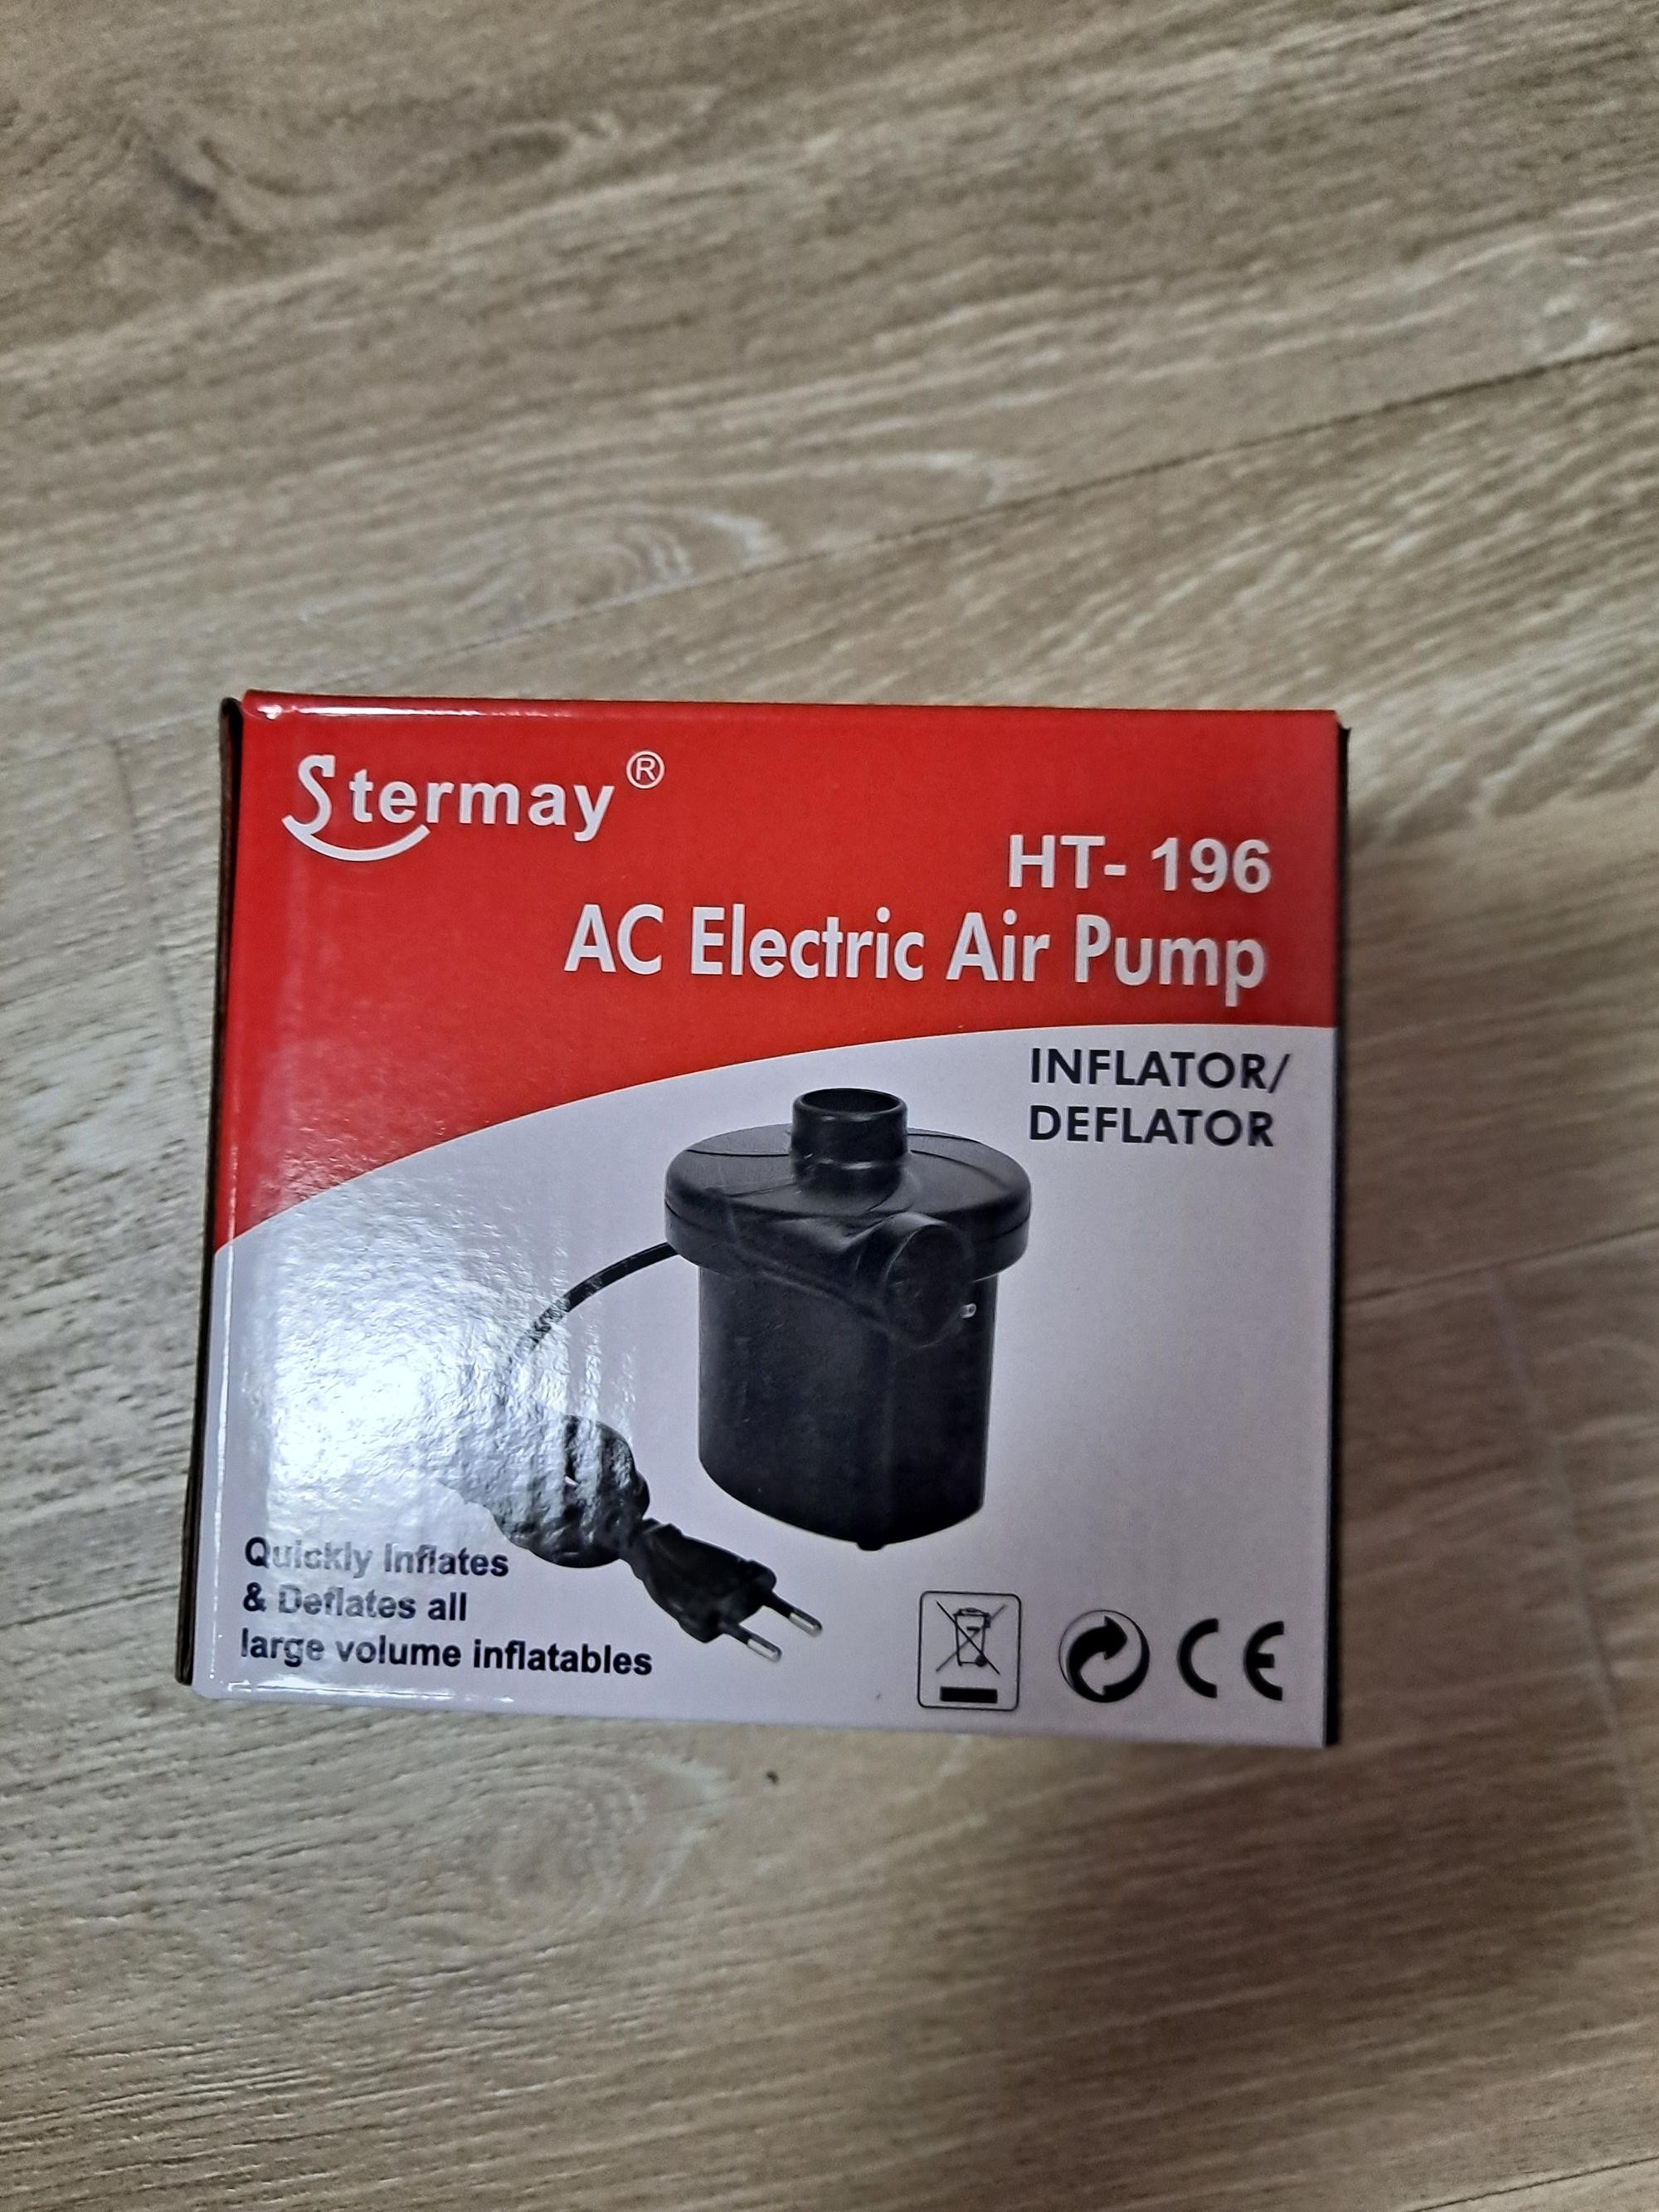 Stermay®
HT- 196
AC Electric Air Pump
INFLATOR/
DEFLATOR
Quickly Inflates
& Deflates all
large volume inflatables
CE